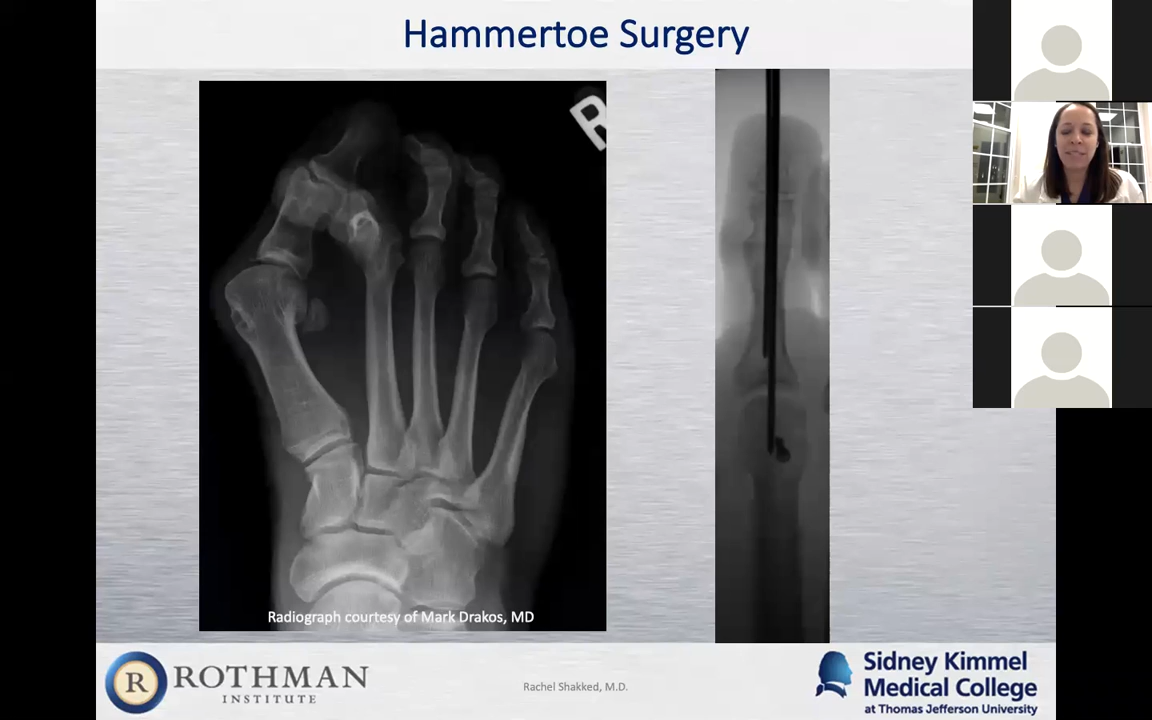 Hammertoe Surgery
R
Radiograph courtesy of Mark Drakos, MD
R ROTHMAN
INSTITUTE
Rachel Shakked, M.D.
Sidney Kimmel
Medical College
at Thomas Jefferson University